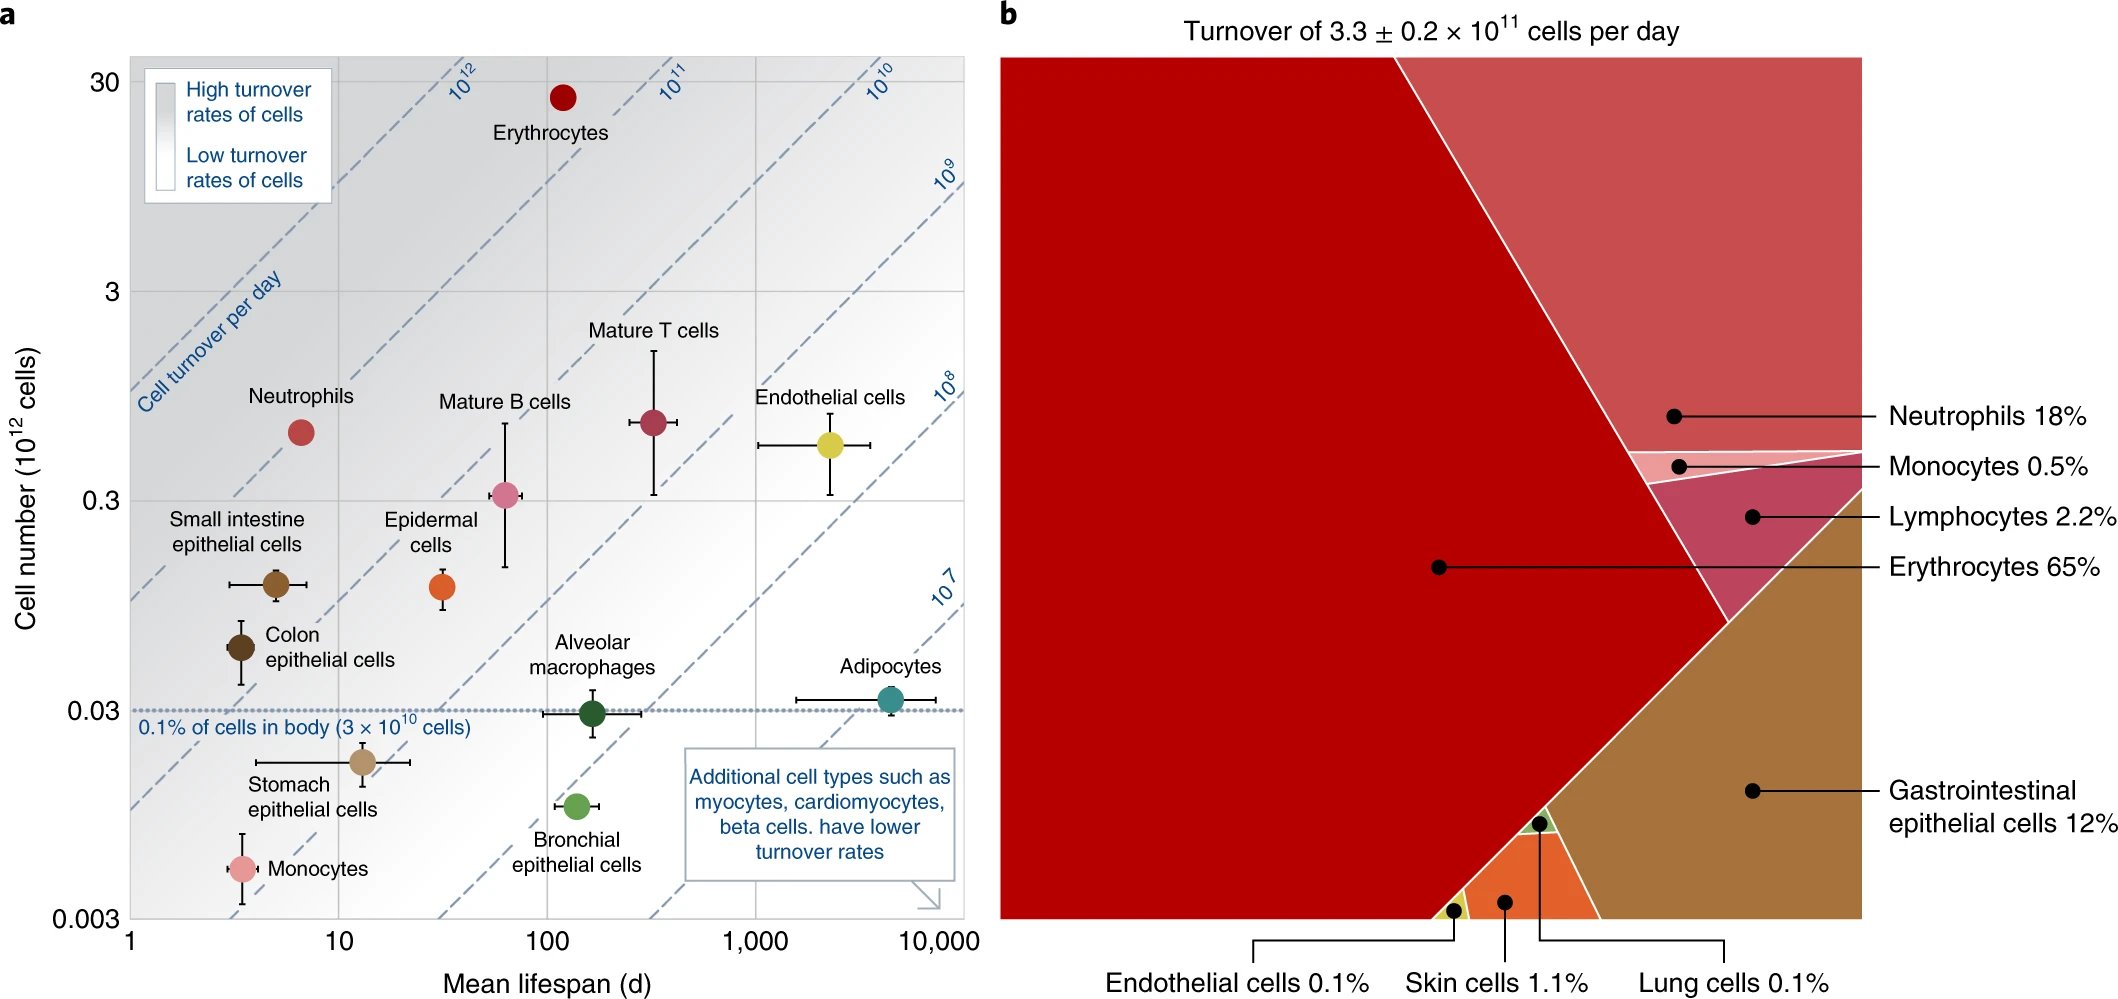 a
30
3
0.3
0.03
0.003
Cell number (10¹² cells)
1
10
100
1,000
10,000
Mean lifespan (d)
High turnover
rates of cells
Low turnover
rates of cells
10¹²
10¹¹
10¹⁰
10⁹
10⁸
10⁷
Cell turnover per day
Erythrocytes
Mature T cells
Neutrophils
Mature B cells
Endothelial cells
Small intestine
epithelial cells
Epidermal
cells
Colon
epithelial cells
Alveolar
macrophages
Adipocytes
0.1% of cells in body (3 × 10¹⁰ cells)
Stomach
epithelial cells
Additional cell types such as
myocytes, cardiomyocytes,
beta cells. have lower
turnover rates
Bronchial
epithelial cells
Monocytes
b
Turnover of 3.3 ± 0.2 × 10¹¹ cells per day
Neutrophils 18%
Monocytes 0.5%
Lymphocytes 2.2%
Erythrocytes 65%
Gastrointestinal
epithelial cells 12%
Endothelial cells 0.1%
Skin cells 1.1%
Lung cells 0.1%